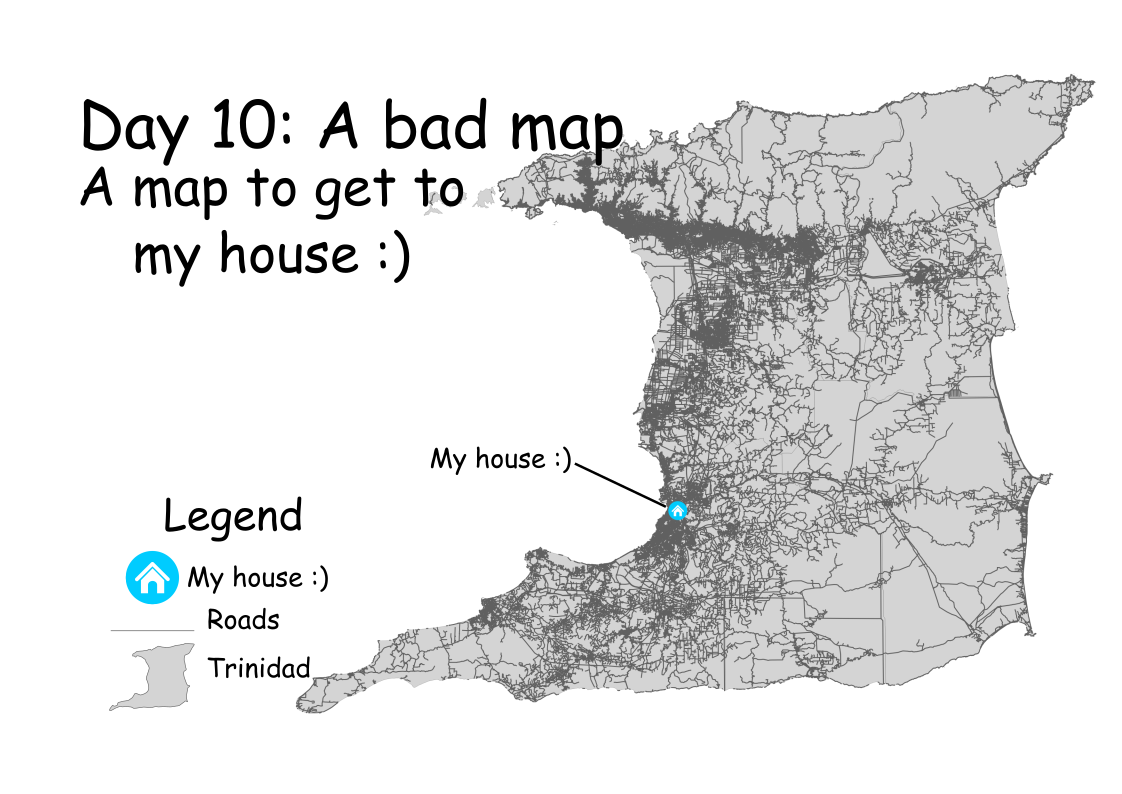 Day 10: A bad map
A map to get to
my house :)
My house :)
Legend
My house :)
Roads
Trinidad